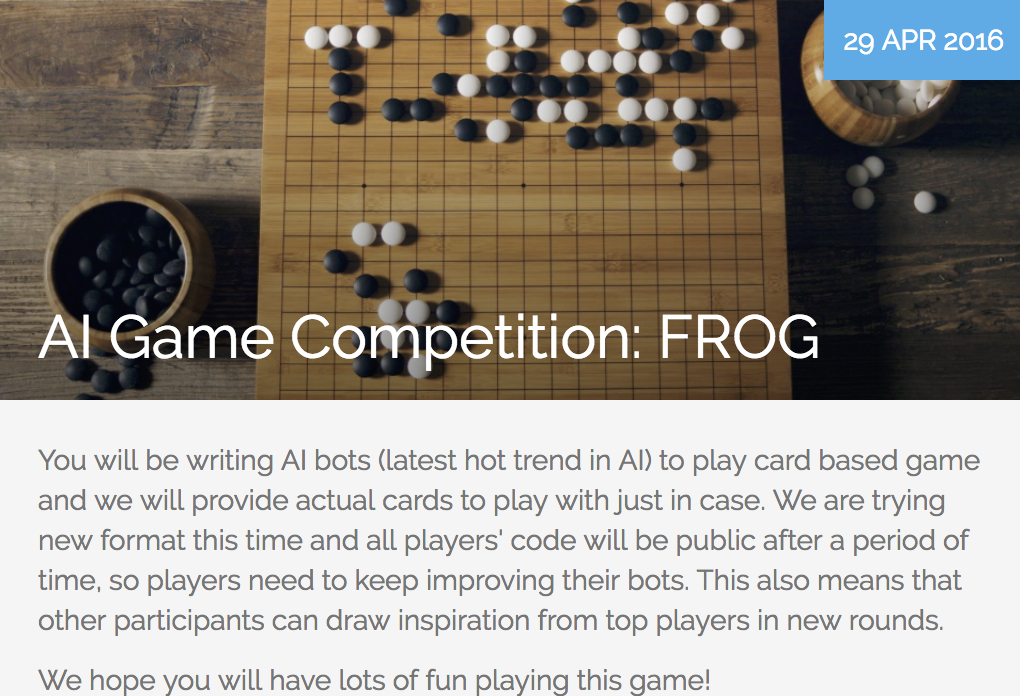 29 APR 2016
AI Game Competition: FROG
You will be writing AI bots (latest hot trend in AI) to play card based game
and we will provide actual cards to play with just in case. We are trying
new format this time and all players' code will be public after a period of
time, so players need to keep improving their bots. This also means that
other participants can draw inspiration from top players in new rounds.
We hope you will have lots of fun playing this game!